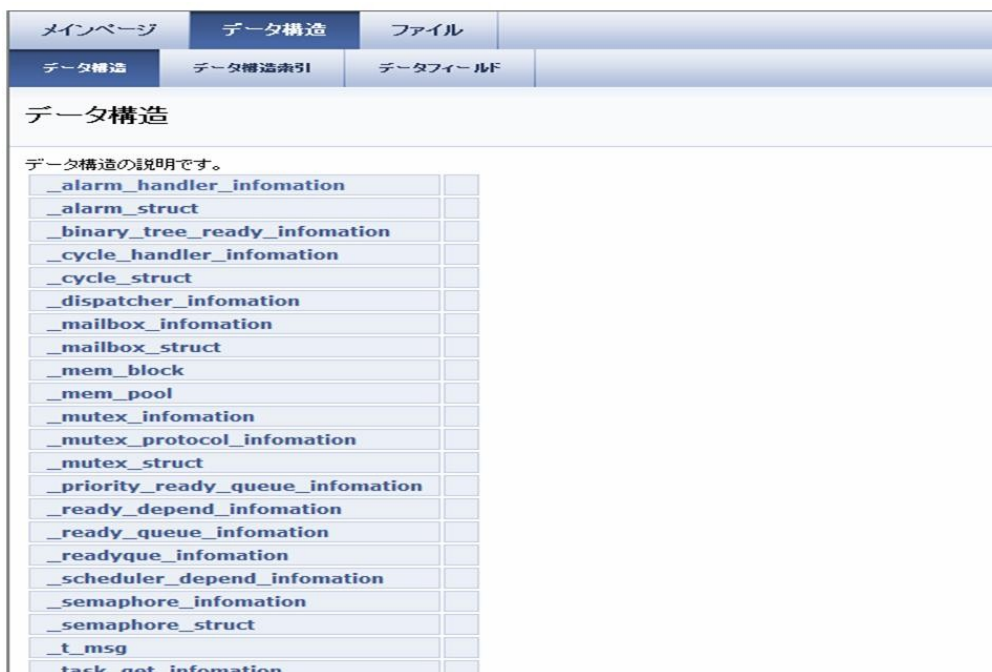 メインページ データ構造 ファイル
データ構造 データ構造索引 データフィールド
データ構造
データ構造の説明です。
_alarm_handler_infomation
_alarm_struct
_binary_tree_ready_infomation
_cycle_handler_infomation
_cycle_struct
_dispatcher_infomation
_mailbox_infomation
_mailbox_struct
_mem_block
_mem_pool
_mutex_infomation
_mutex_protocol_infomation
_mutex_struct
_priority_ready_queue_infomation
_ready_depend_infomation
_ready_queue_infomation
_readyque_infomation
_scheduler_depend_infomation
_semaphore_infomation
_semaphore_struct
_t_msg
_task_get_infomation